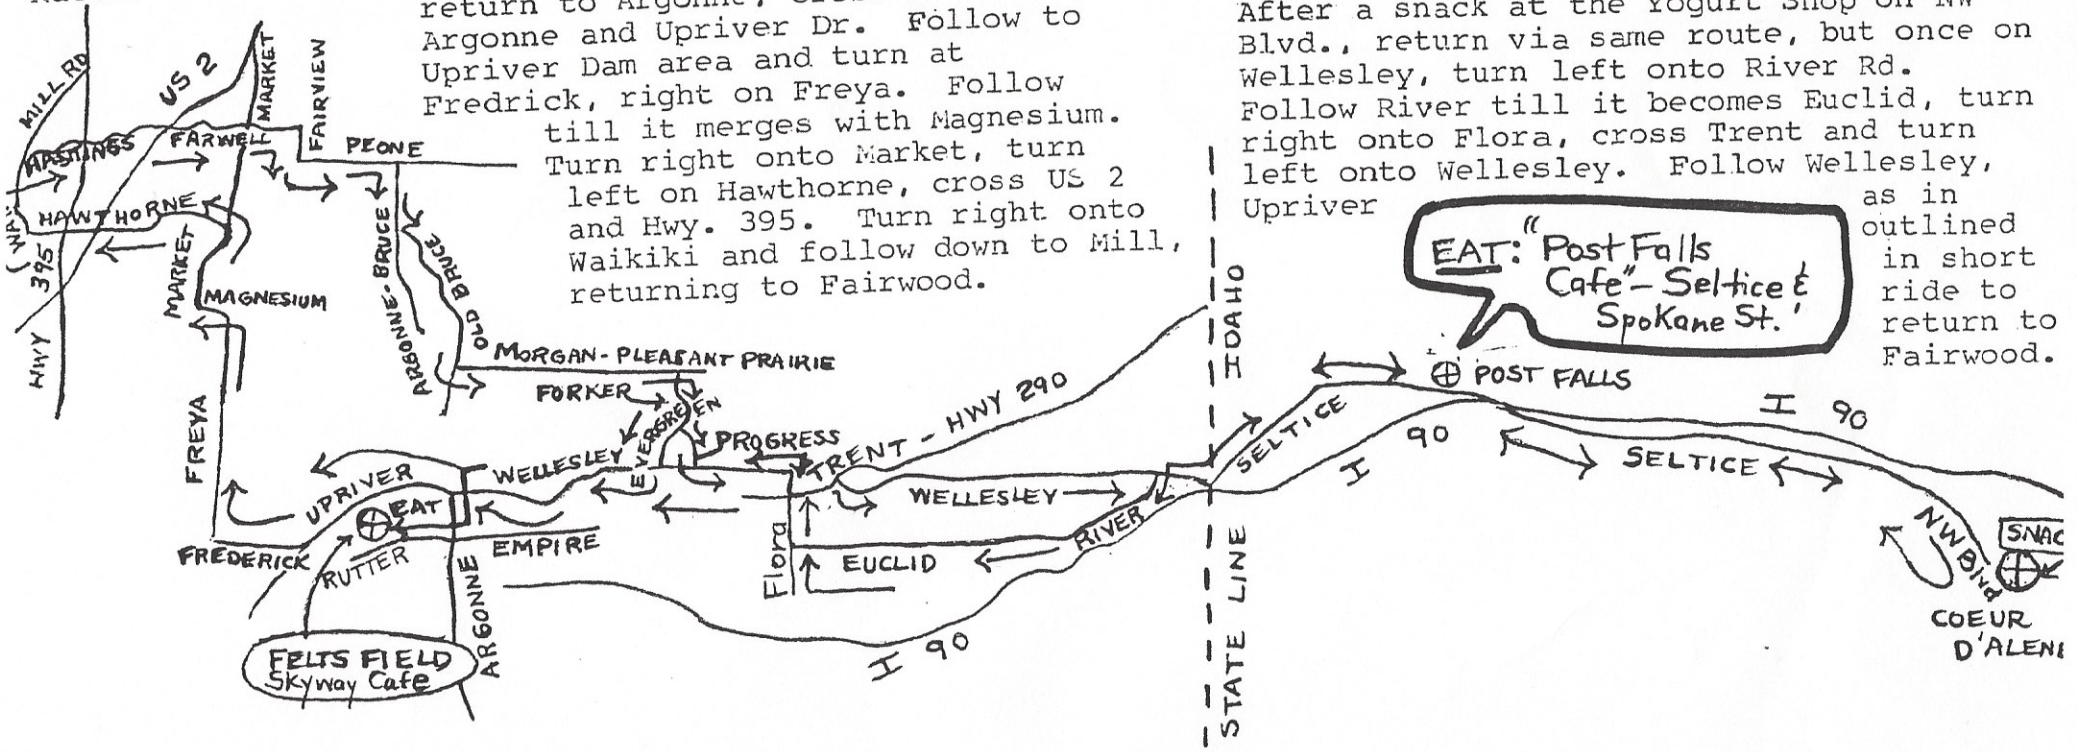 return to Argonne,
Argonne and Upriver Dr. Follow to
Upriver Dam area and turn at
Fredrick, right on Freya. Follow
till it merges with Magnesium.
Turn right onto Market, turn
left on Hawthorne, cross US 2
and Hwy. 395. Turn right onto
Waikiki and follow down to Mill,
returning to Fairwood.
After a snack at the Yogurt Shop on NW
Blvd., return via same route, but once on
Wellesley, turn left onto River Rd.
Follow River till it becomes Euclid, turn
right onto Flora, cross Trent and turn
left onto Wellesley. Follow Wellesley,
Upriver as in
outlined
in short
ride to
return to
Fairwood.
EAT: "Post Falls
Cafe" - Seltice &
Spokane St.'
MILL RD
US 2
MARKET
FAIRVIEW
HASTINGS
FARWELL
PEONE
HAWTHORNE
(WAI
HWY 395
MARKET
MAGNESIUM
ARGONNE-BRUCE
OLD BRUCE
ARGONNE
MORGAN-PLEASANT PRAIRIE
FORKER
EVERGREEN
EVERGREEN
PROGRESS
TRENT - HWY 290
IDAHO
SELTICE
POST FALLS
I 90
I 90
SELTICE
FREYA
UPRIVER
WELLESLEY
EAT
WELLESLEY
RIVER
FREDERICK
RUTTER
EMPIRE
Flora
EUCLID
NW Blvd
SNAC
COEUR
D'ALENE
ARGONNE
FELTS FIELD
Skyway Cafe
I 90
STATE LINE